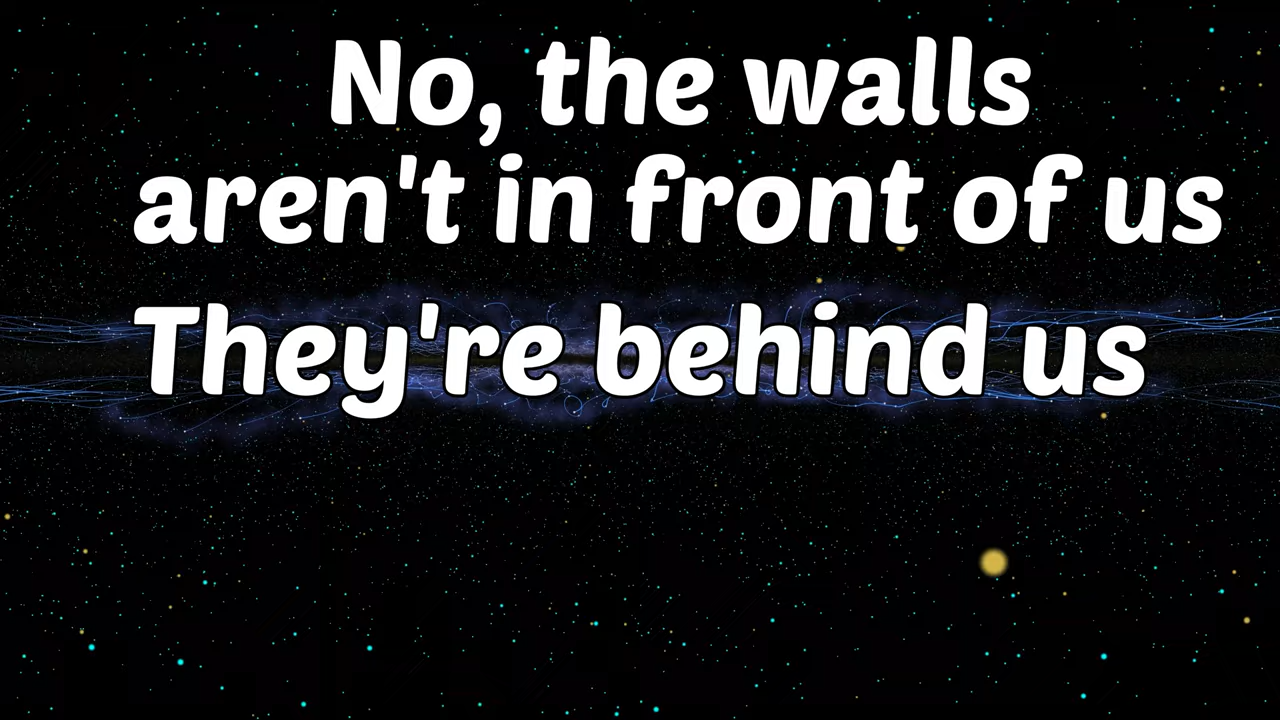 No, the walls
aren't in front of us
They're behind us